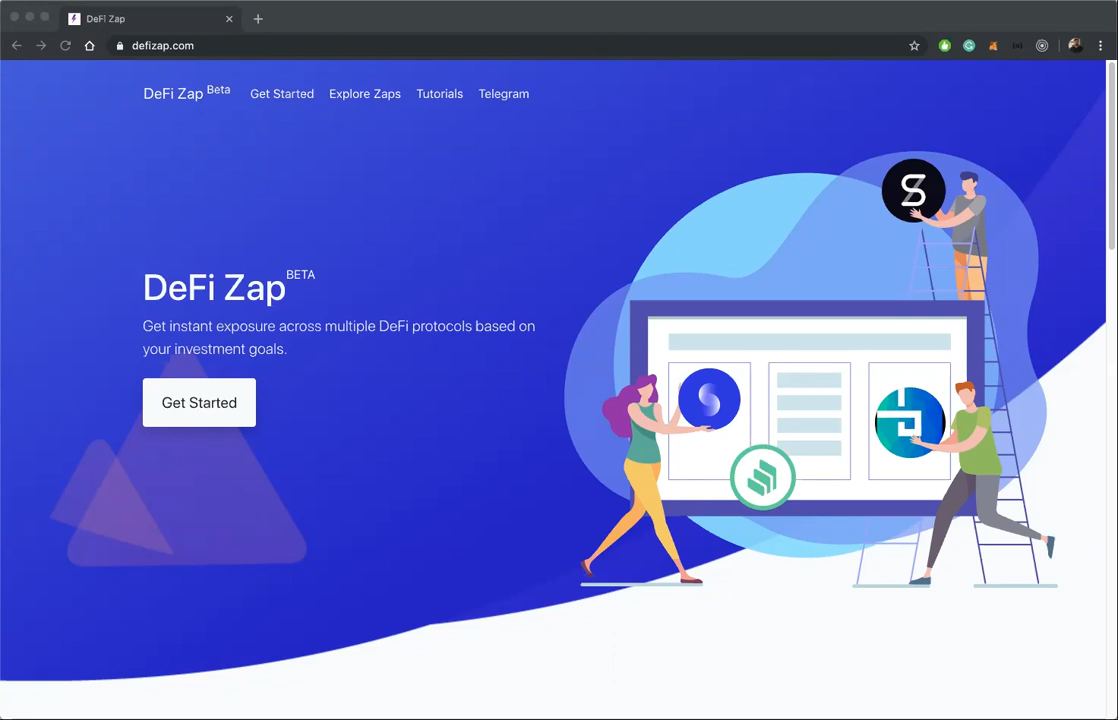 DeFi Zap
defizap.com
DeFi Zap Beta Get Started Explore Zaps Tutorials Telegram
DeFi Zap BETA
Get instant exposure across multiple DeFi protocols based on
your investment goals.
Get Started